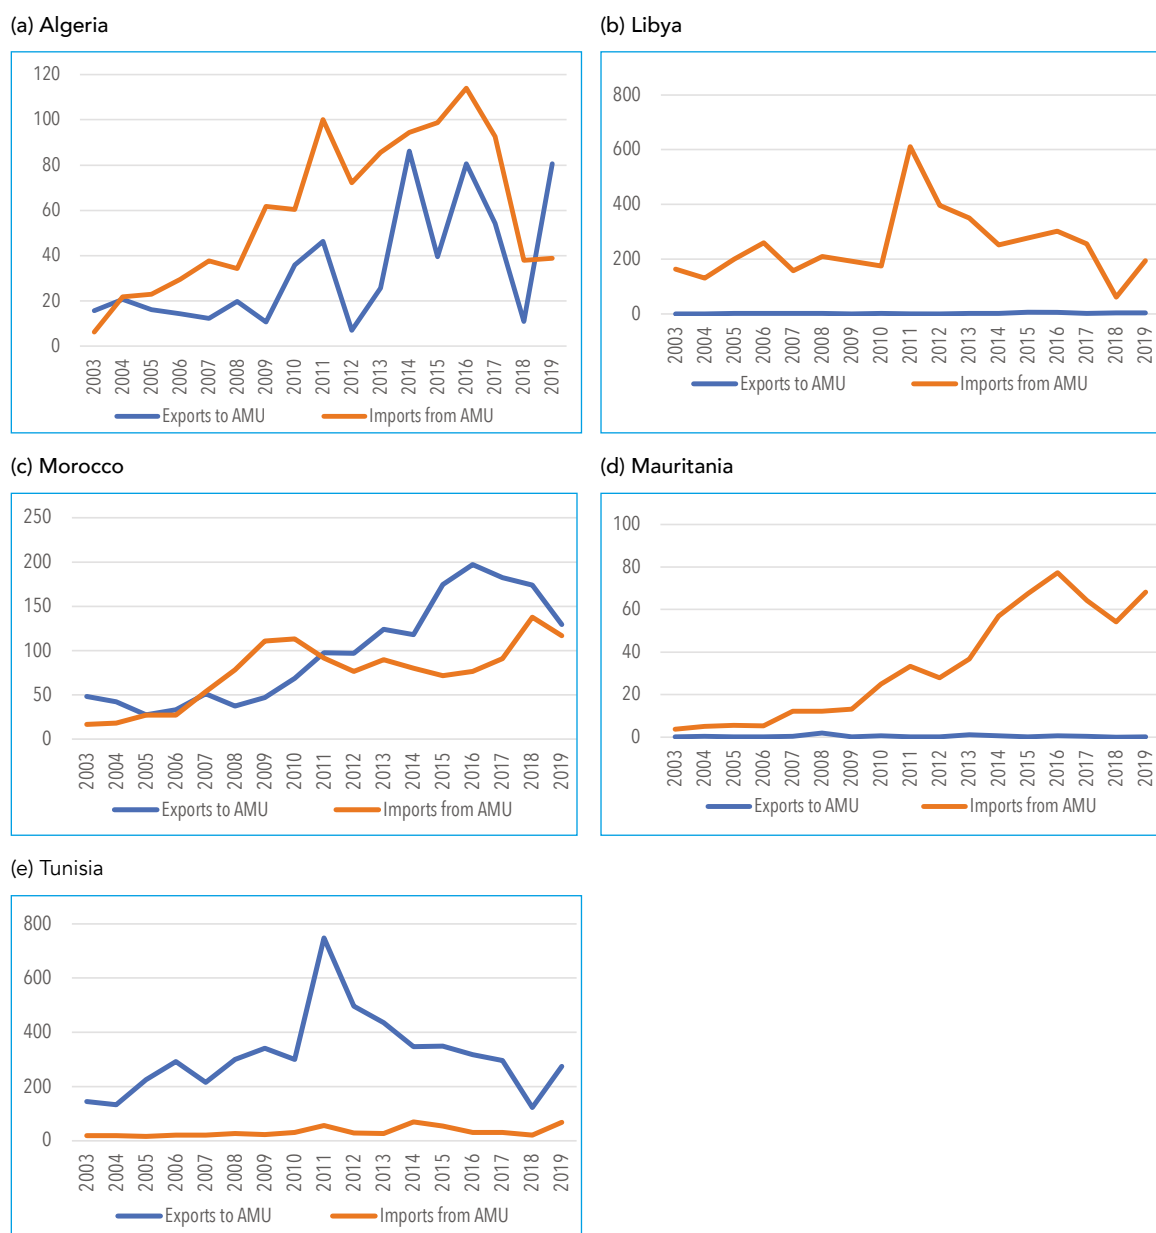 (a) Algeria
120
100
80
60
40
20
0
2003 2004 2005 2006 2007 2008 2009 2010 2011 2012 2013 2014 2015 2016 2017 2018 2019
Exports to AMU Imports from AMU
(b) Libya
800
600
400
200
0
2003 2004 2005 2006 2007 2008 2009 2010 2011 2012 2013 2014 2015 2016 2017 2018 2019
Exports to AMU Imports from AMU
(c) Morocco
250
200
150
100
50
0
2003 2004 2005 2006 2007 2008 2009 2010 2011 2012 2013 2014 2015 2016 2017 2018 2019
Exports to AMU Imports from AMU
(d) Mauritania
100
80
60
40
20
0
2003 2004 2005 2006 2007 2008 2009 2010 2011 2012 2013 2014 2015 2016 2017 2018 2019
Exports to AMU Imports from AMU
(e) Tunisia
800
600
400
200
0
2003 2004 2005 2006 2007 2008 2009 2010 2011 2012 2013 2014 2015 2016 2017 2018 2019
Exports to AMU Imports from AMU